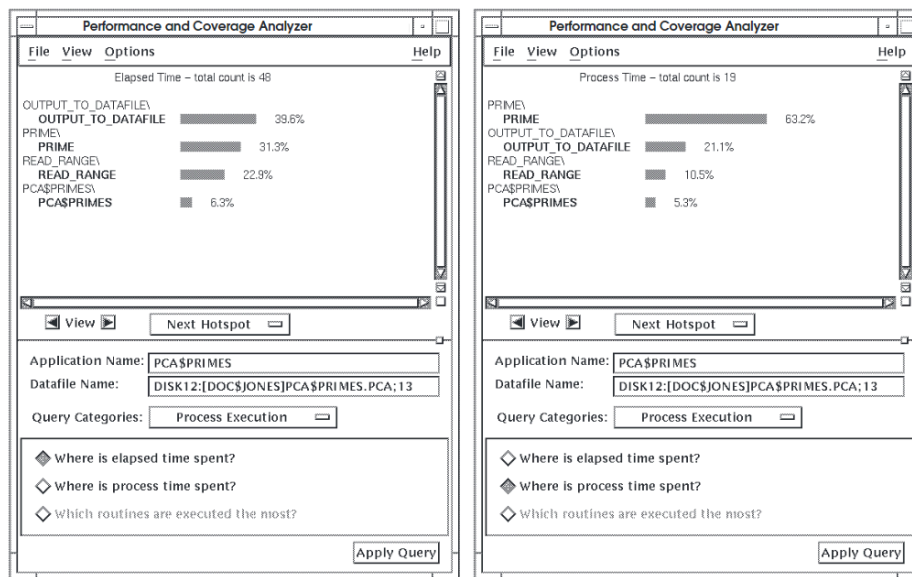 Performance and Coverage Analyzer
File View Options Help
Elapsed Time – total count is 48
OUTPUT_TO_DATAFILE\
OUTPUT_TO_DATAFILE 39.6%
PRIME\
PRIME 31.3%
READ_RANGE\
READ_RANGE 22.9%
PCA$PRIMES\
PCA$PRIMES 6.3%
View Next Hotspot
Application Name: PCA$PRIMES
Datafile Name: DISK12:[DOC$JONES]PCA$PRIMES.PCA;13
Query Categories: Process Execution
Where is elapsed time spent?
Where is process time spent?
Which routines are executed the most?
Apply Query
Performance and Coverage Analyzer
File View Options Help
Process Time – total count is 19
PRIME\
PRIME 63.2%
OUTPUT_TO_DATAFILE\
OUTPUT_TO_DATAFILE 21.1%
READ_RANGE\
READ_RANGE 10.5%
PCA$PRIMES\
PCA$PRIMES 5.3%
View Next Hotspot
Application Name: PCA$PRIMES
Datafile Name: DISK12:[DOC$JONES]PCA$PRIMES.PCA;13
Query Categories: Process Execution
Where is elapsed time spent?
Where is process time spent?
Which routines are executed the most?
Apply Query